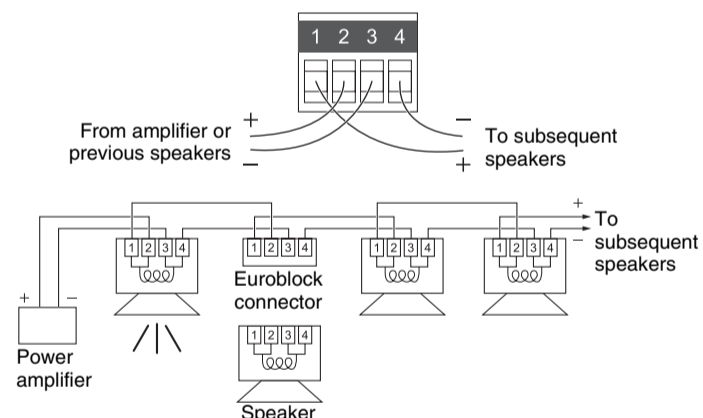 1 2 3 4
From amplifier or
previous speakers
+
−
−
+
To subsequent
speakers
+
−
To
subsequent
speakers
1 2 3 4
1 2 3 4
1 2 3 4
1 2 3 4
Euroblock
connector
+ −
Power
amplifier
1 2 3 4
Speaker